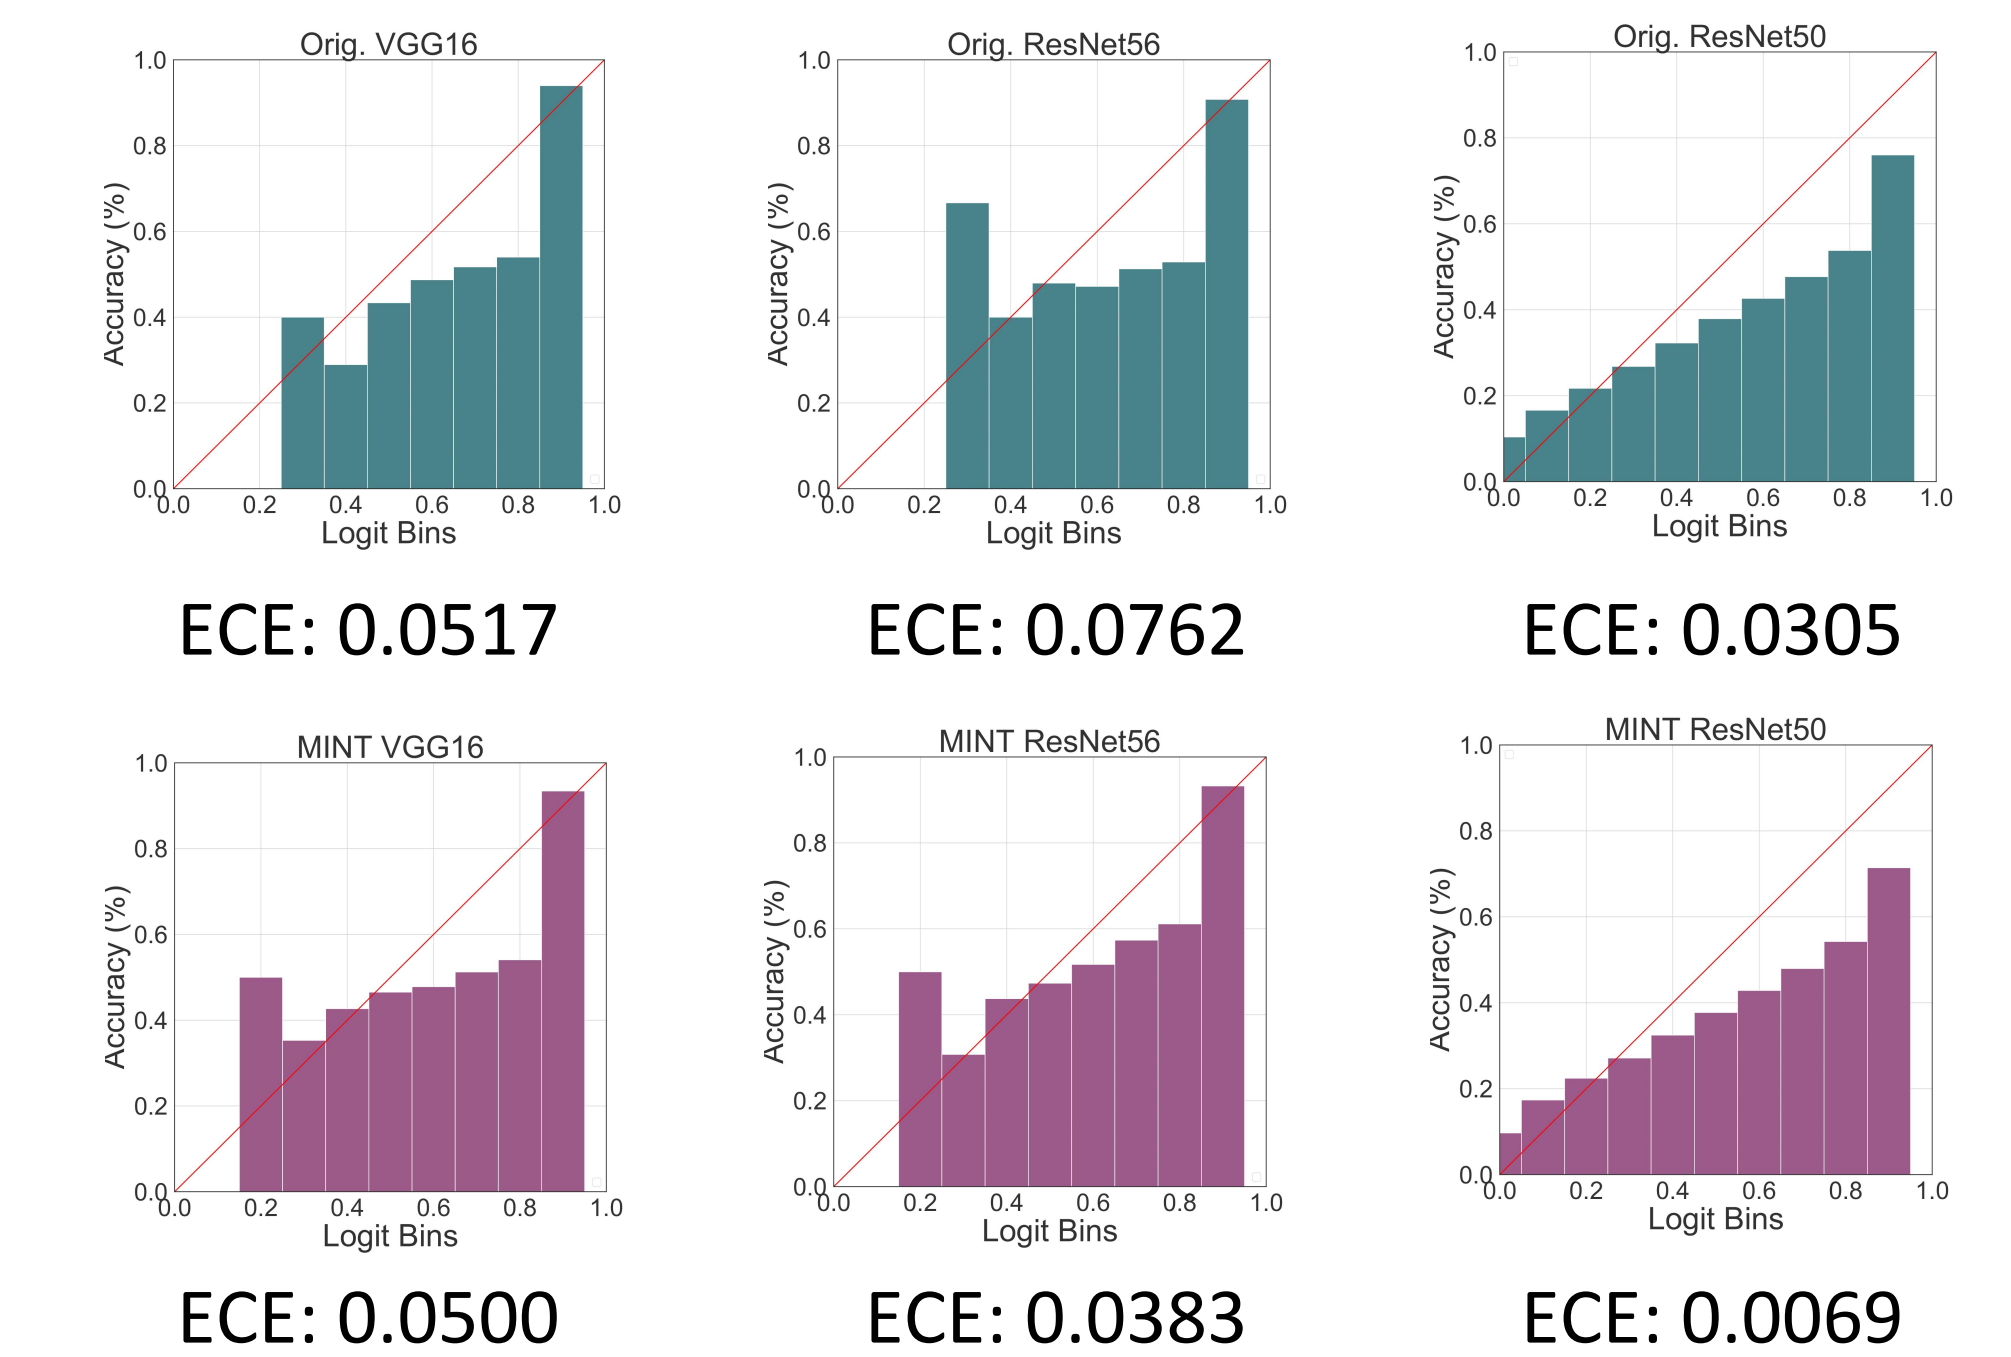 Orig. VGG16
1.0
0.8
0.6
0.4
0.2
0.0
Accuracy (%)
0.0 0.2 0.4 0.6 0.8 1.0
Logit Bins
ECE: 0.0517
Orig. ResNet56
1.0
0.8
0.6
0.4
0.2
0.0
Accuracy (%)
0.0 0.2 0.4 0.6 0.8 1.0
Logit Bins
ECE: 0.0762
Orig. ResNet50
1.0
0.8
0.6
0.4
0.2
0.0
Accuracy (%)
0.0 0.2 0.4 0.6 0.8 1.0
Logit Bins
ECE: 0.0305
MINT VGG16
1.0
0.8
0.6
0.4
0.2
0.0
Accuracy (%)
0.0 0.2 0.4 0.6 0.8 1.0
Logit Bins
ECE: 0.0500
MINT ResNet56
1.0
0.8
0.6
0.4
0.2
0.0
Accuracy (%)
0.0 0.2 0.4 0.6 0.8 1.0
Logit Bins
ECE: 0.0383
MINT ResNet50
1.0
0.8
0.6
0.4
0.2
0.0
Accuracy (%)
0.0 0.2 0.4 0.6 0.8 1.0
Logit Bins
ECE: 0.0069